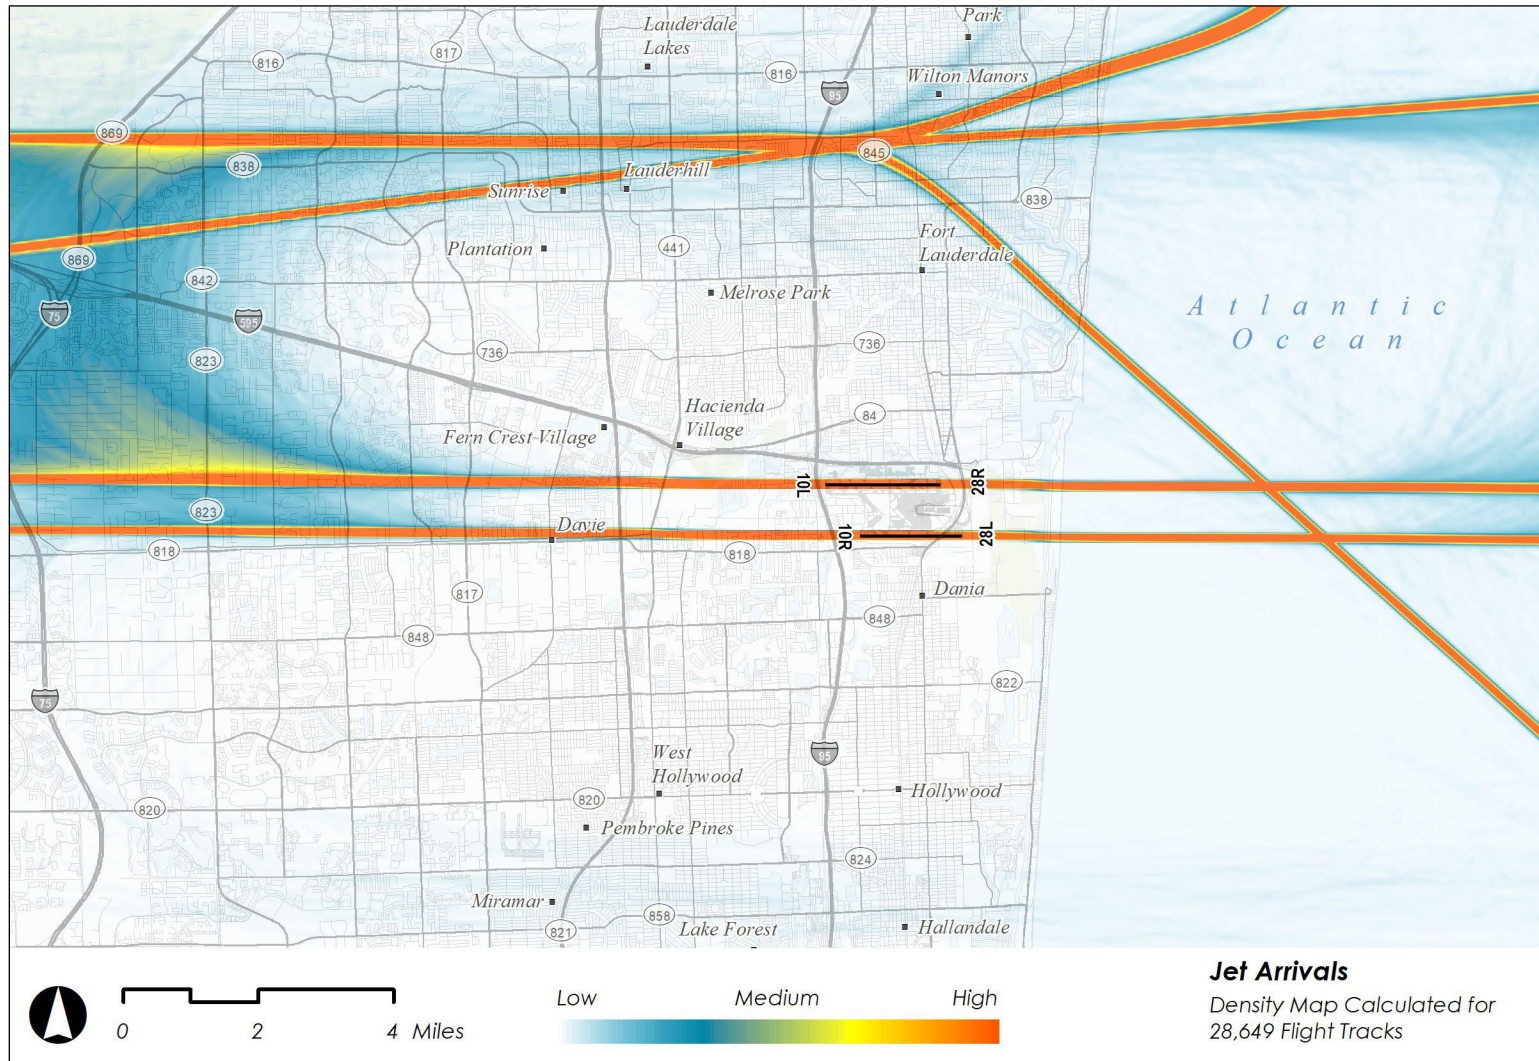 Park
Lauderdale
Lakes
817
816
816
Wilton Manors
95
869
845
838
Lauderhill
Sunrise
838
Fort
Lauderdale
Plantation
441
869
842
Melrose Park
Atlantic
Ocean
75
595
736
736
823
Hacienda
Village
84
Fern Crest Village
10L
28R
823
Davie
10R
28L
818
818
817
Dania
848
848
822
75
West
Hollywood
95
820
820
Hollywood
Pembroke Pines
824
Miramar
858
821
Lake Forest
Hallandale
0 2 4 Miles
Low Medium High
Jet Arrivals
Density Map Calculated for
28,649 Flight Tracks